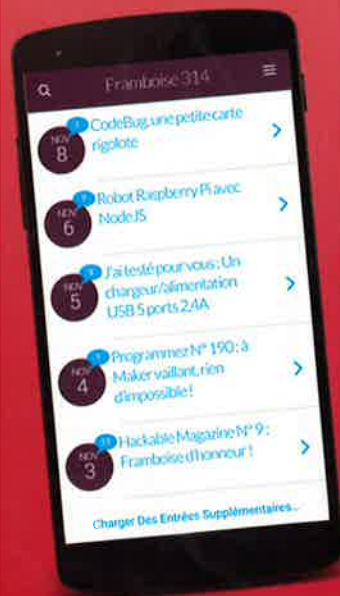 Framboise 314
NOV
8
CodeBug, une petite carte
rigolote
NOV
6
Robot Raspberry Pi avec
NodeJS
NOV
5
J'ai testé pour vous : Un
chargeur/alimentation
USB 5 ports 2,4A
NOV
4
Programmez N° 190 : à
Maker vaillant, rien
d'impossible !
NOV
3
Hackable Magazine N° 9 :
Framboise d'honneur !
Charger Des Entrées Supplémentaires...